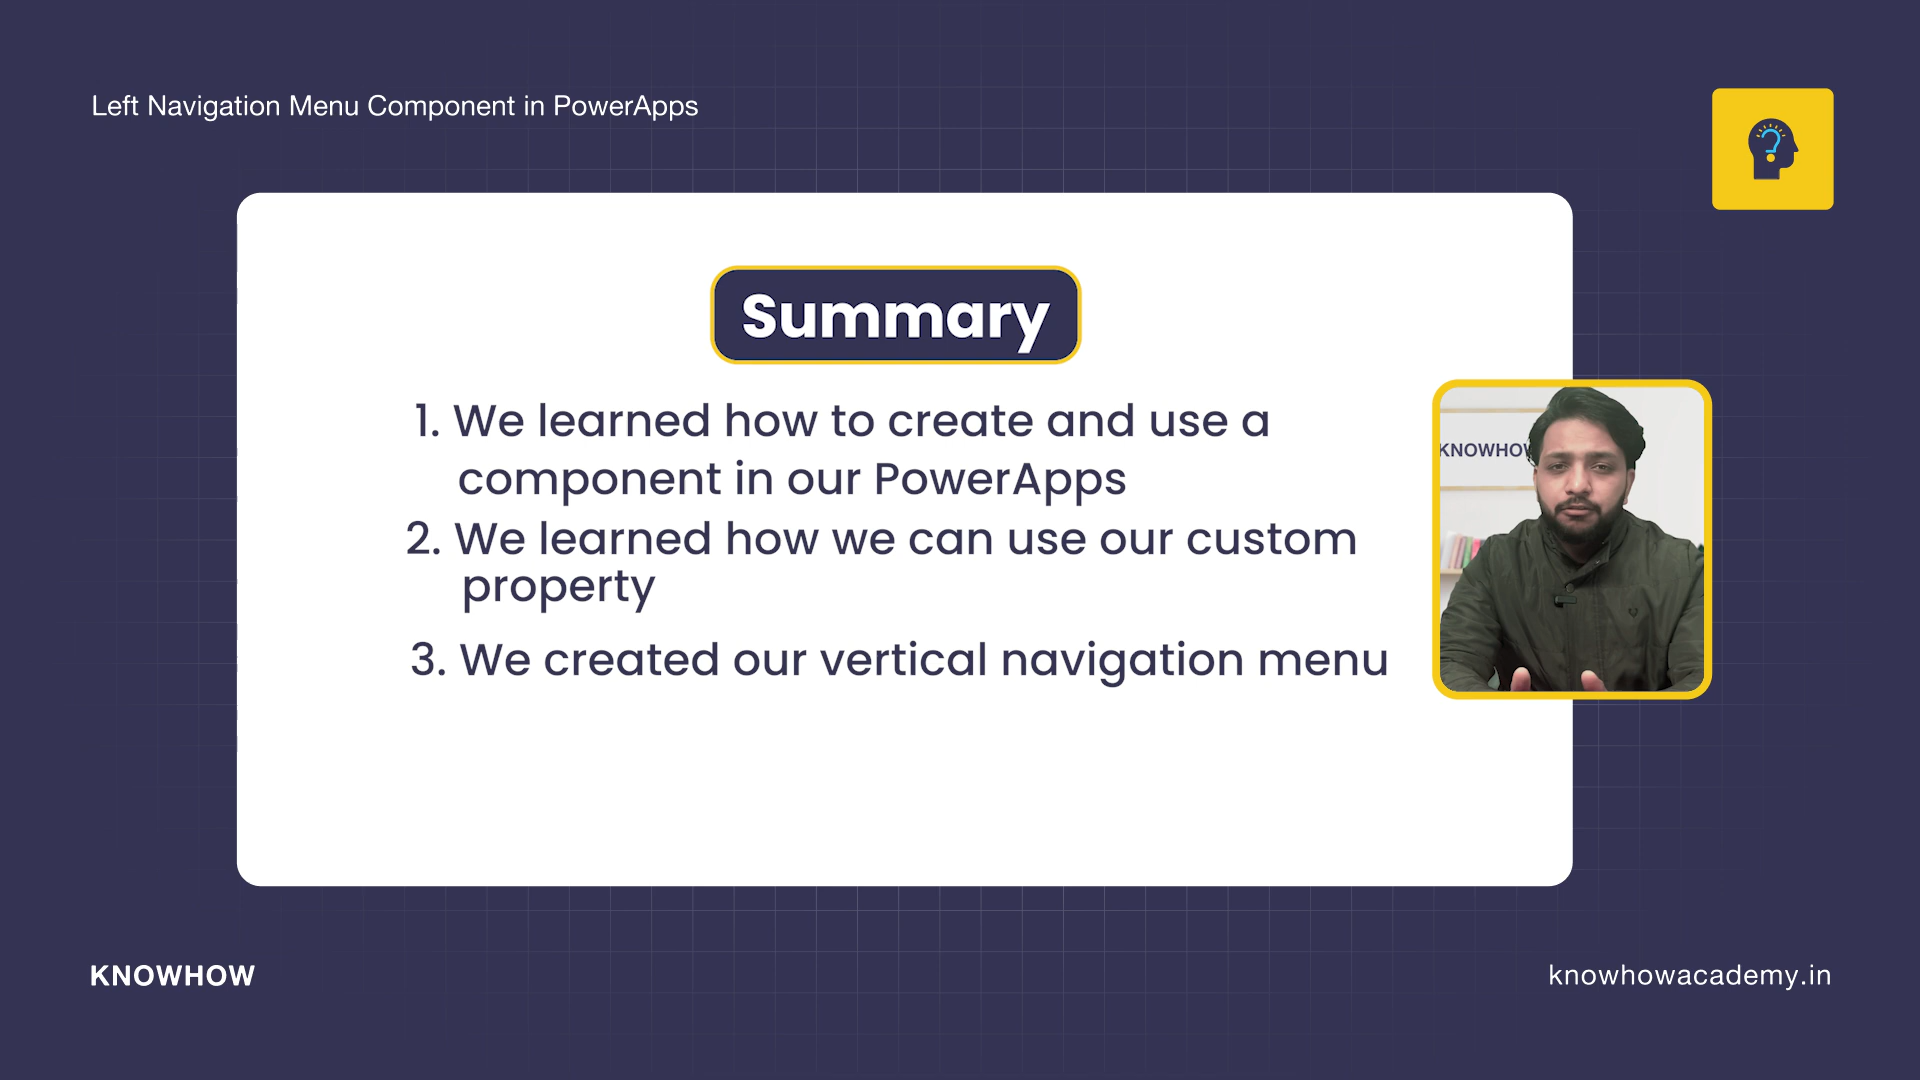 Left Navigation Menu Component in PowerApps
Summary
1. We learned how to create and use a
component in our PowerApps
2. We learned how we can use our custom
property
3. We created our vertical navigation menu
KNOWHOW
KNOWHOW
knowhowacademy.in